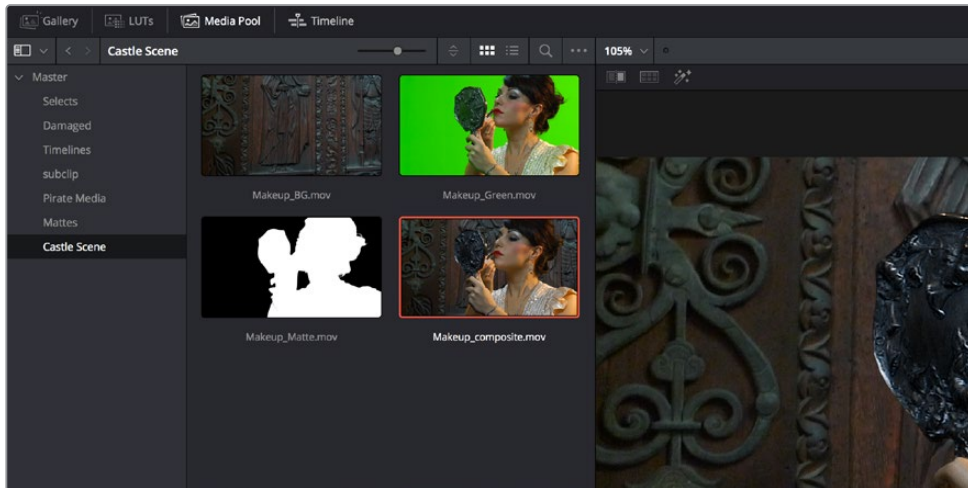 Gallery LUTs Media Pool Timeline
Castle Scene 105%
Master
Selects
Damaged
Timelines
subclip
Pirate Media
Mattes
Castle Scene
Makeup_BG.mov Makeup_Green.mov
Makeup_Matte.mov Makeup_composite.mov